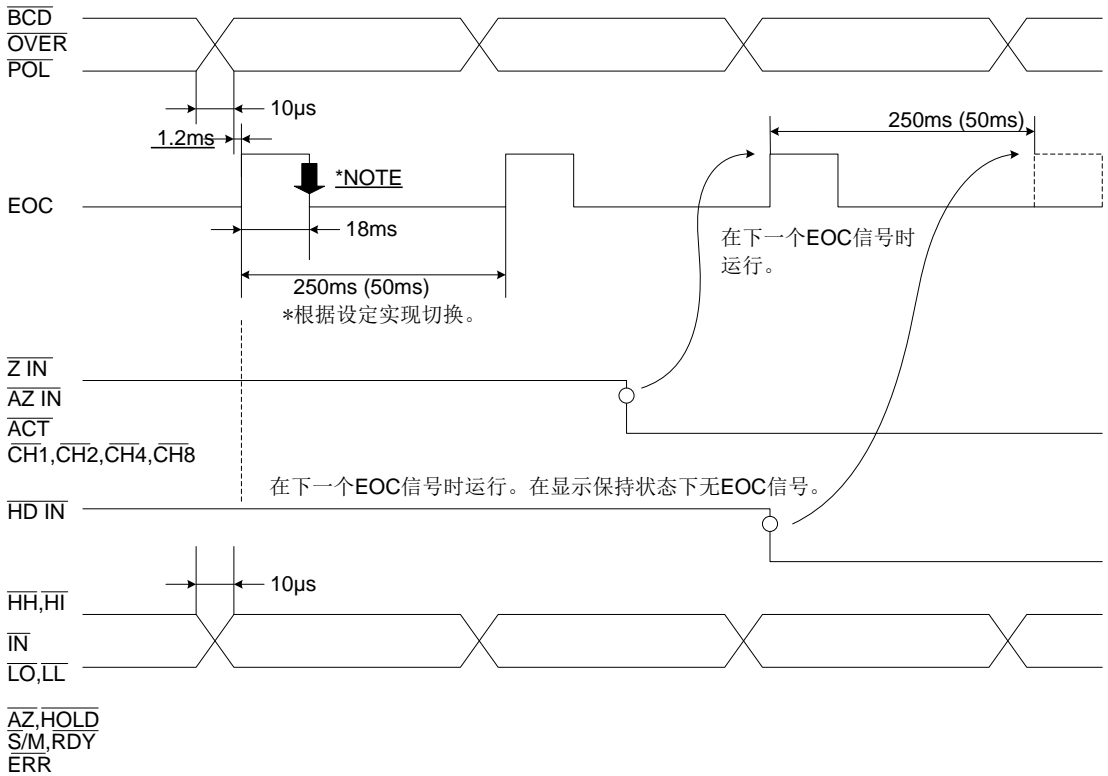 BCD
OVER
POL
10µs
1.2ms
250ms (50ms)
*NOTE
EOC
18ms
在下一个EOC信号时
运行。
250ms (50ms)
*根据设定实现切换。
Z IN
AZ IN
ACT
CH1,CH2,CH4,CH8
在下一个EOC信号时运行。在显示保持状态下无EOC信号。
HD IN
10µs
HH,HI
IN
LO,LL
AZ,HOLD
S/M,RDY
ERR